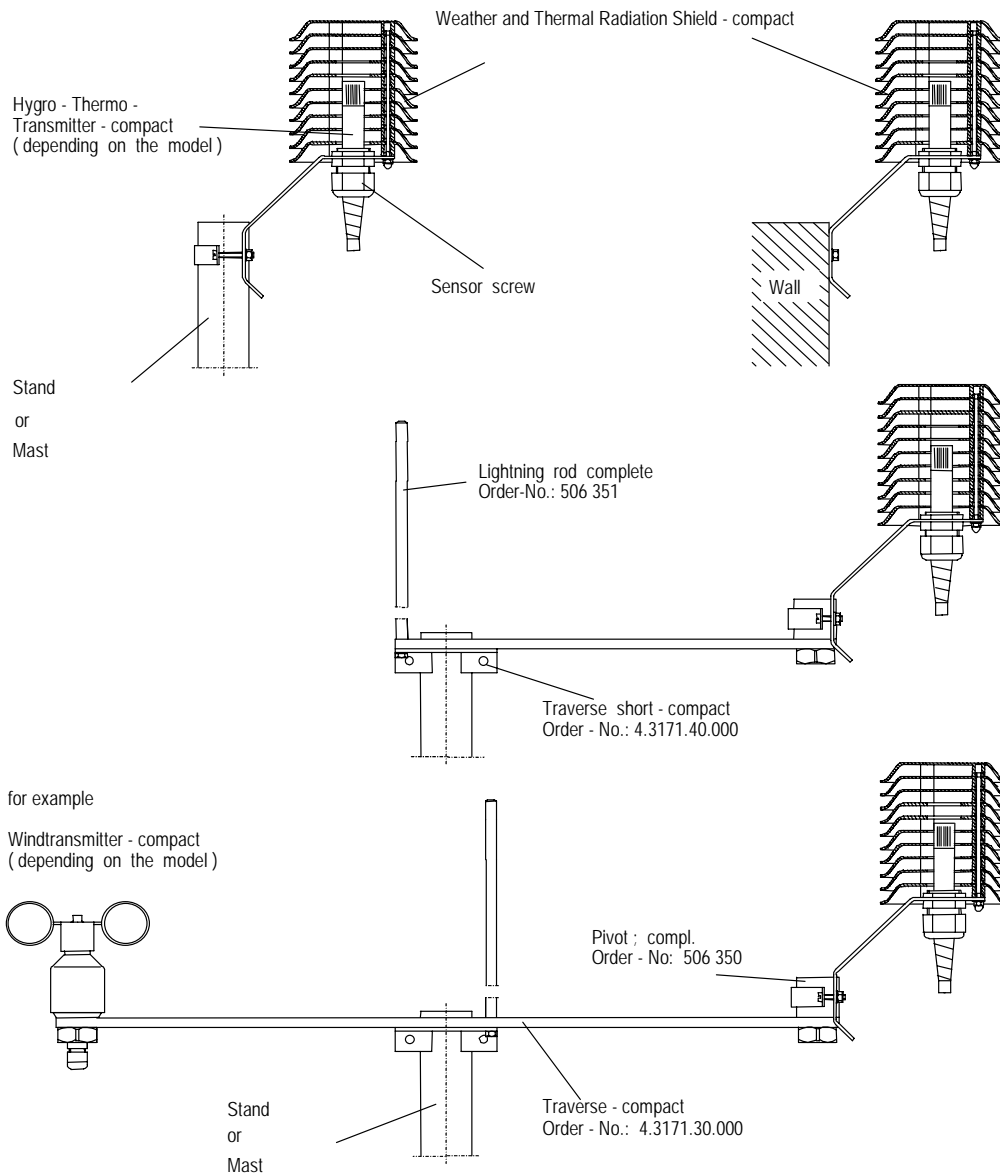 Weather and Thermal Radiation Shield - compact
Hygro - Thermo -
Transmitter - compact
( depending on the model )
Sensor screw
Wall
Stand
or
Mast
Lightning rod complete
Order-No.: 506 351
Traverse short - compact
Order - No.: 4.3171.40.000
for example
Windtransmitter - compact
( depending on the model )
Pivot ; compl.
Order - No: 506 350
Traverse - compact
Order - No.: 4.3171.30.000
Stand
or
Mast